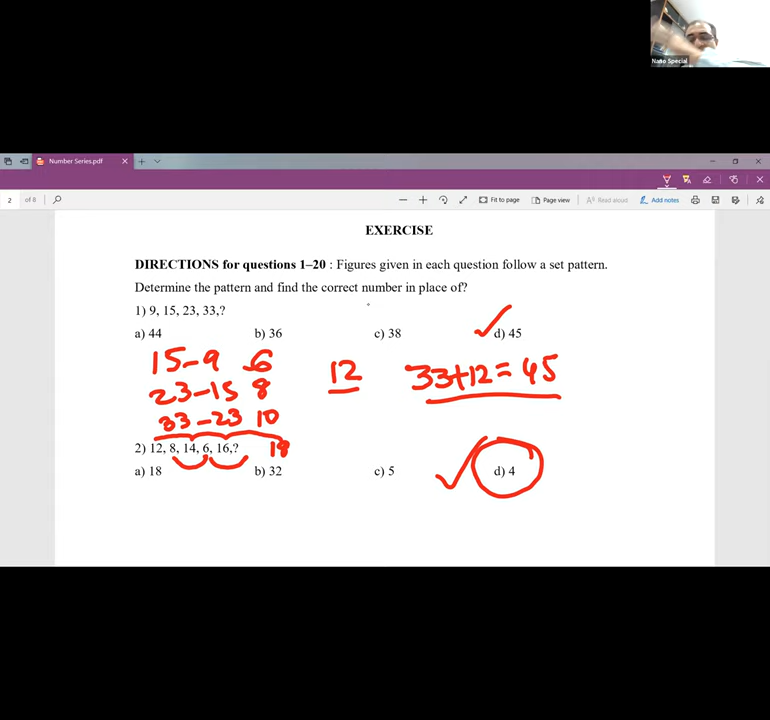 Nano Special
Number Series.pdf
2 of 8 Fit to page Page view Read aloud Add notes
EXERCISE
DIRECTIONS for questions 1–20 : Figures given in each question follow a set pattern.
Determine the pattern and find the correct number in place of?
1) 9, 15, 23, 33,?
a) 44 b) 36 c) 38 d) 45
15-9 6
23-15 8 12 33+12=45
33-23 10
2) 12, 8, 14, 6, 16,? 18
a) 18 b) 32 c) 5 d) 4